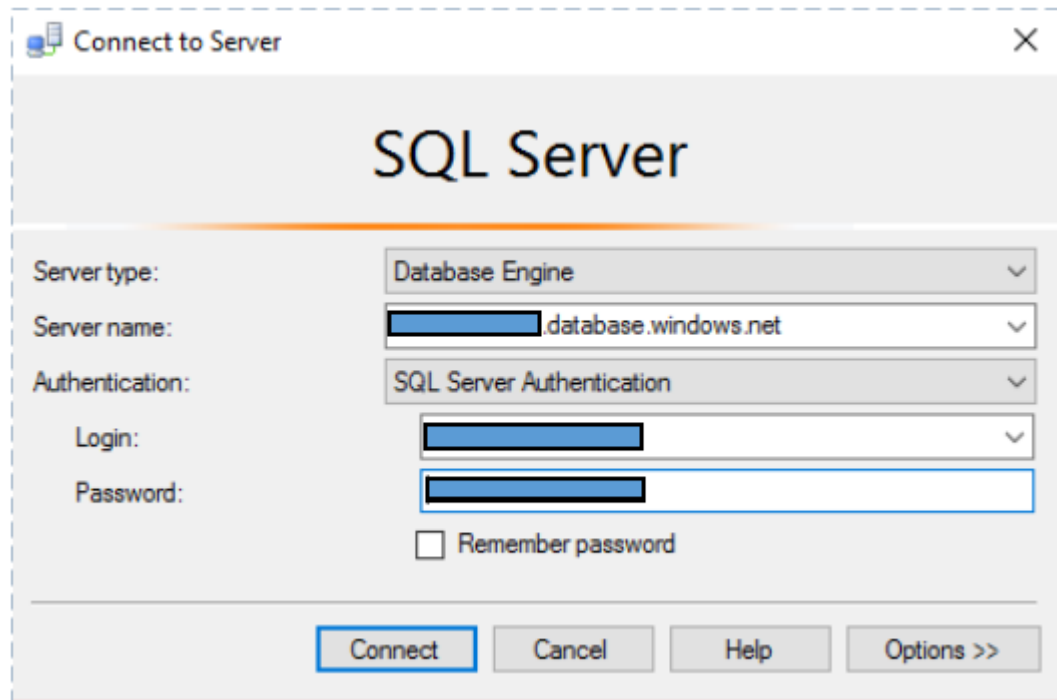 Connect to Server
SQL Server
Server type: Database Engine
Server name: .database.windows.net
Authentication: SQL Server Authentication
Login:
Password:
Remember password
Connect Cancel Help Options >>